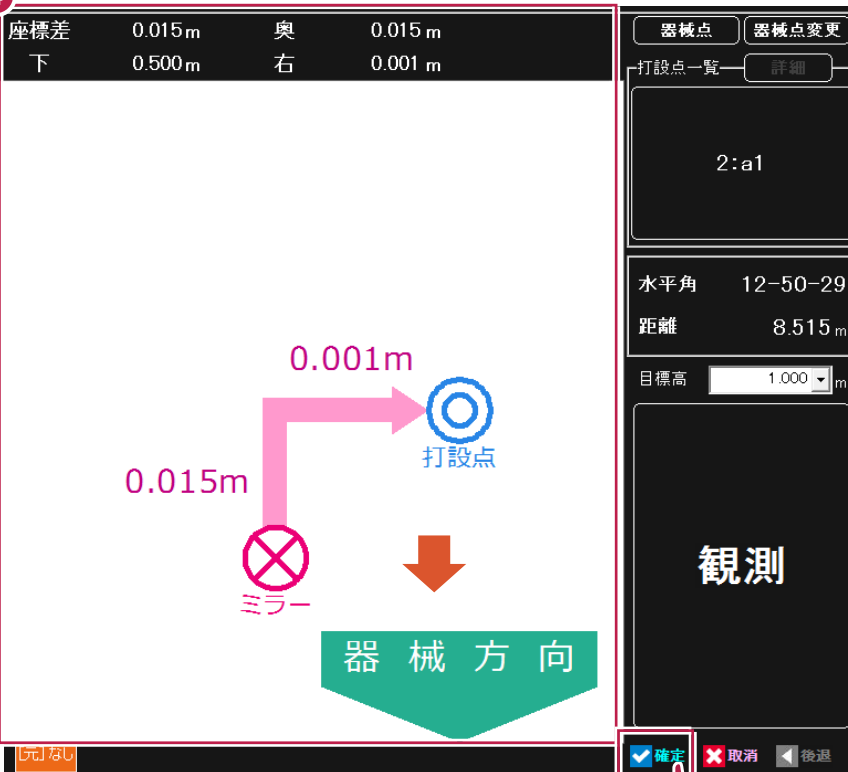 座標差 0.015m 奥 0.015m
下 0.500m 右 0.001 m
器械点 器械点変更
打設点一覧 詳細
2:a1
水平角 12-50-29
距離 8.515m
目標高 1.000 m
0.001m
打設点
0.015m
ミラー
器械方向
観測
[完]なし
確定 取消 後退